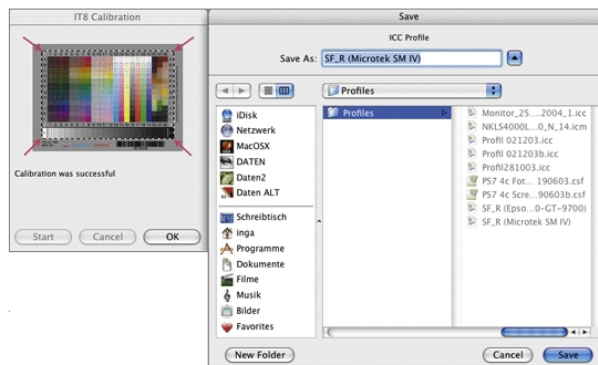 IT8 Calibration
Calibration was successful
Start
Cancel
OK
Save
ICC Profile
Save As: SF_R (Microtek SM IV)
Profiles
iDisk
Netzwerk
MacOSX
DATEN
Daten2
Daten ALT
Schreibtisch
inga
Programme
Dokumente
Filme
Musik
Bilder
Favorites
Profiles
Monitor_25....2004_1.icc
NKLS4000L...0_N_14.icm
Profil 021203.icc
Profil 021203b.icc
Profil281003.icc
PS7 4c Fot... 190603.csf
PS7 4c Scre...90603b.csf
SF_R (Epso...0-GT-9700)
SF_R (Microtek SM IV)
New Folder
Cancel
Save